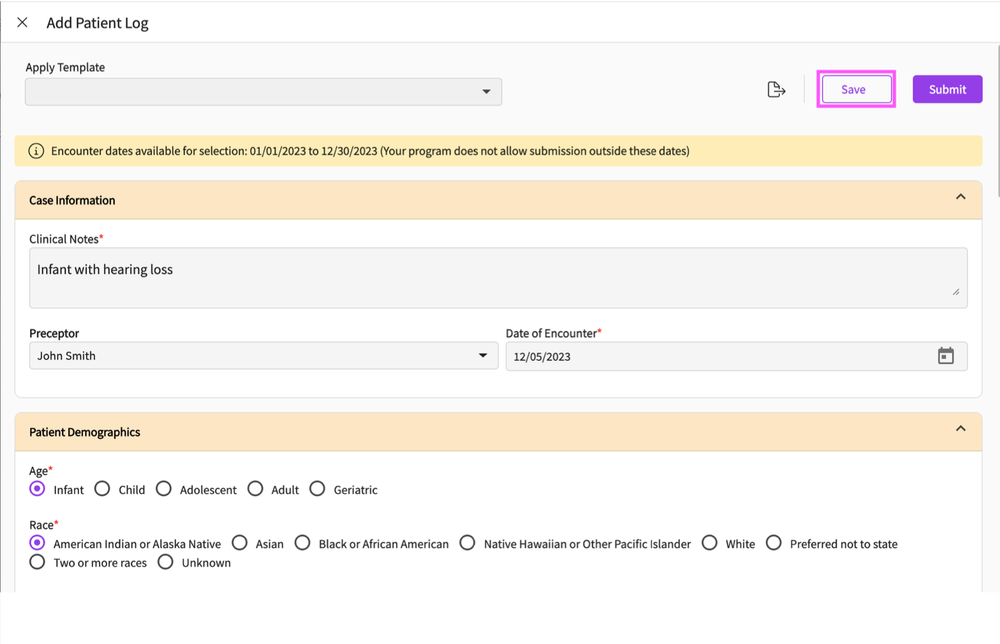 Add Patient Log
Apply Template
Save
Submit
Encounter dates available for selection: 01/01/2023 to 12/30/2023 (Your program does not allow submission outside these dates)
Case Information
Clinical Notes*
Infant with hearing loss
Preceptor
Date of Encounter*
John Smith
12/05/2023
Patient Demographics
Age*
Infant Child Adolescent Adult Geriatric
Race*
American Indian or Alaska Native Asian Black or African American Native Hawaiian or Other Pacific Islander White Preferred not to state
Two or more races Unknown